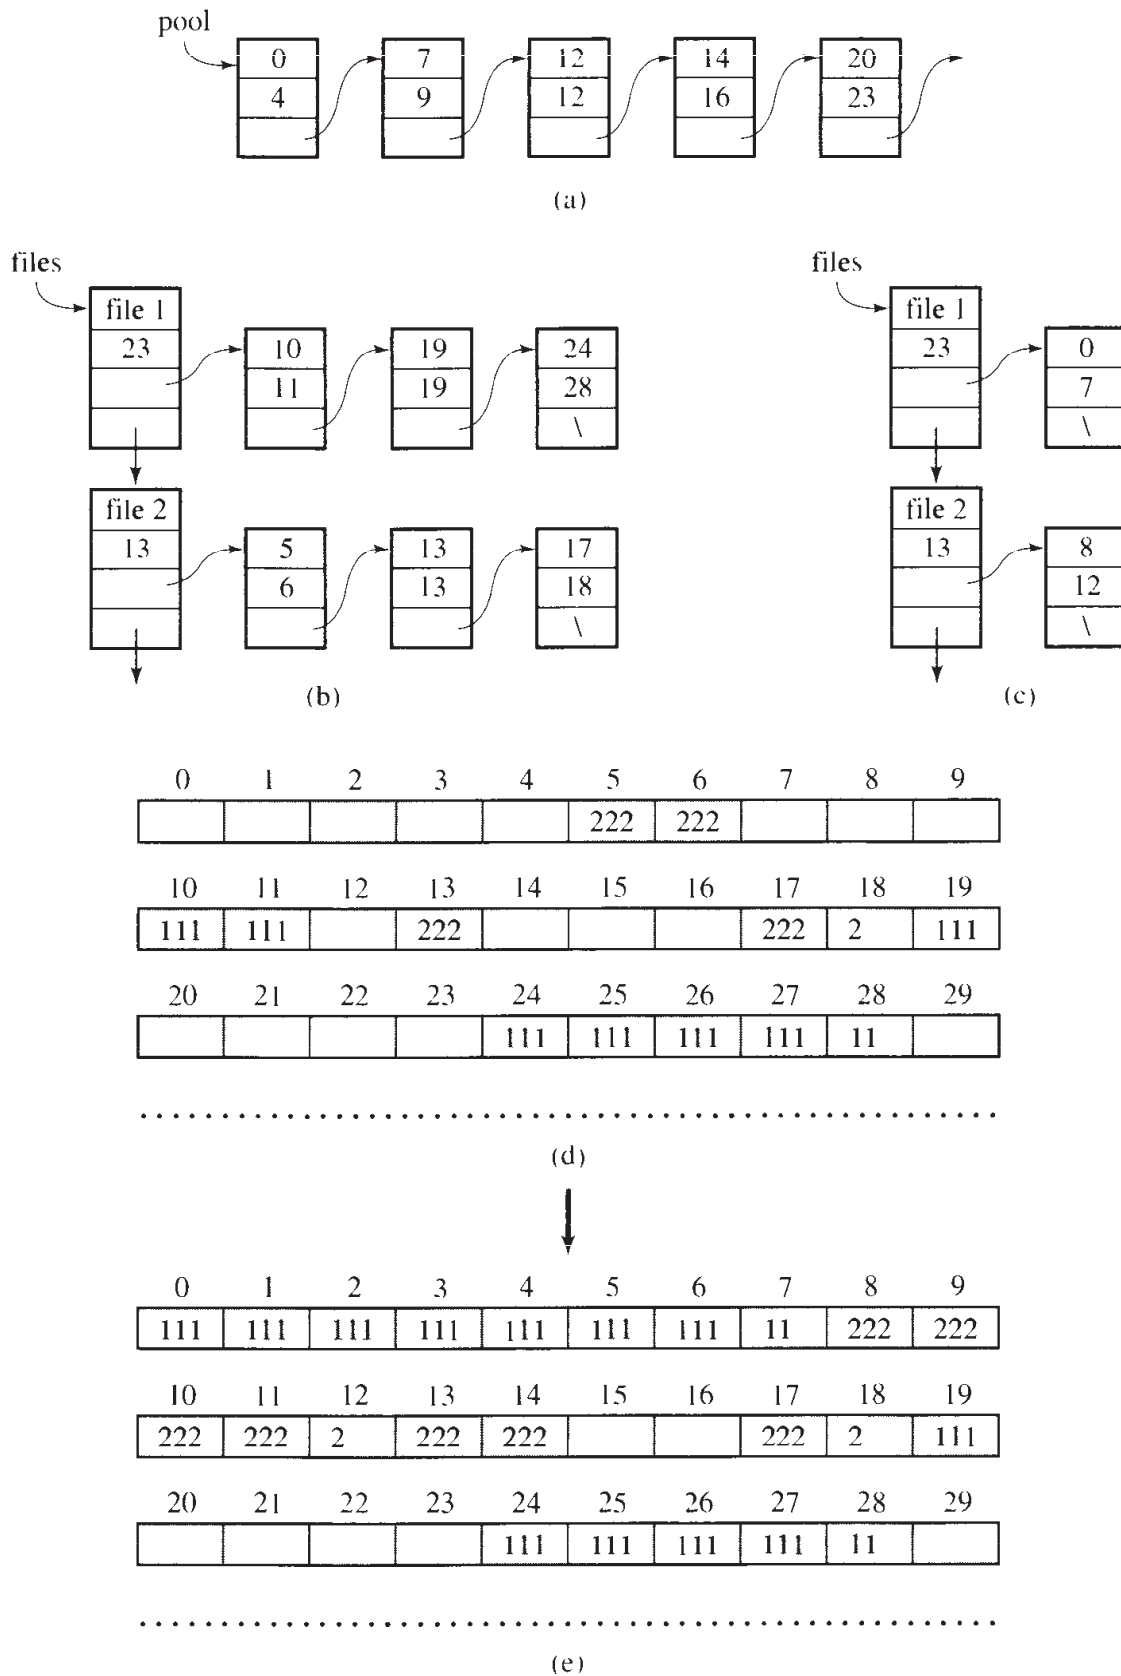 pool
0 7 12 14 20
4 9 12 16 23
(a)
files
file 1
23 10 19 24
11 19 28
\
file 2
13 5 13 17
6 13 18
\
(b)
files
file 1
23 0
7
\
file 2
13 8
12
\
(c)
0 1 2 3 4 5 6 7 8 9
222 222
10 11 12 13 14 15 16 17 18 19
111 111 222 222 2 111
20 21 22 23 24 25 26 27 28 29
111 111 111 111 11
(d)
0 1 2 3 4 5 6 7 8 9
111 111 111 111 111 111 111 11 222 222
10 11 12 13 14 15 16 17 18 19
222 222 2 222 222 222 2 111
20 21 22 23 24 25 26 27 28 29
111 111 111 111 11
(e)